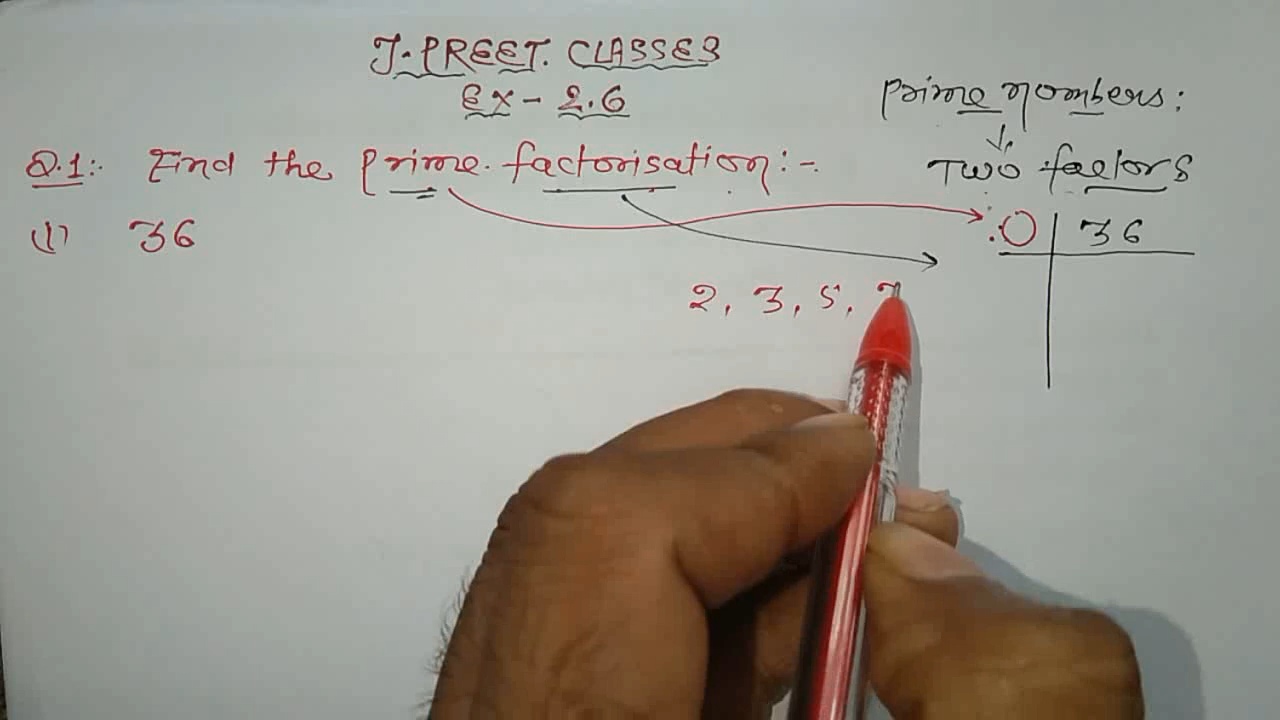 J. PREET. CLASSES
EX - 2.6
Prime numbers:
Q.1:- Find the prime factorisation:-
Two factors
(i) 36
36
2, 3, 5, 7